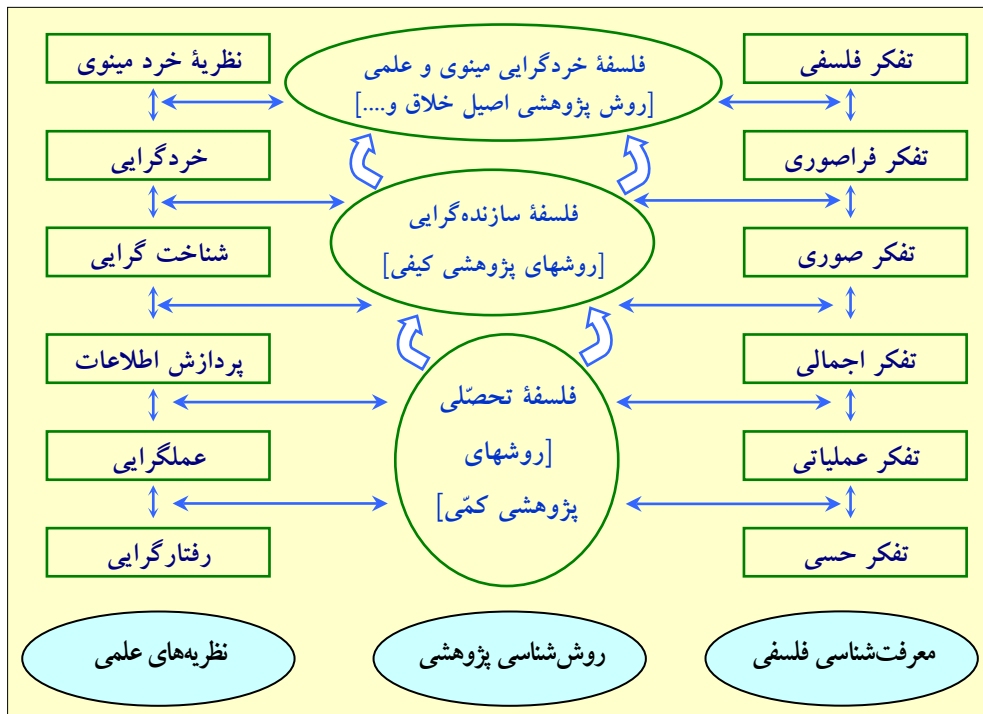 تفکر فلسفی
تفکر فراصوری
تفکر صوری
تفکر اجمالی
تفکر عملیاتی
تفکر حسی
معرفت‌شناسی فلسفی
فلسفهٔ خردگرایی مینوی و علمی
[روش پژوهشی اصیل خلاق و....]
فلسفهٔ سازنده‌گرایی
[روشهای پژوهشی کیفی]
فلسفهٔ تحصّلی
[روشهای
پژوهشی کمّی]
روش‌شناسی پژوهشی
نظریهٔ خرد مینوی
خردگرایی
شناخت گرایی
پردازش اطلاعات
عملگرایی
رفتارگرایی
نظریه‌های علمی